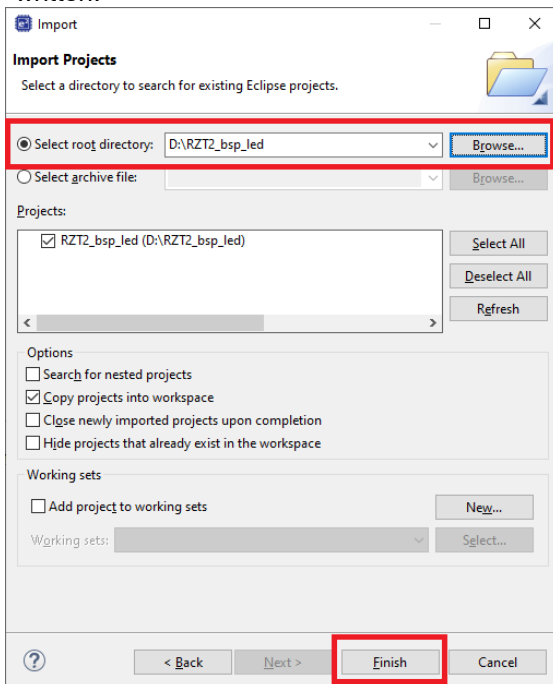 Import
Import Projects
Select a directory to search for existing Eclipse projects.
Select root directory: D:\RZT2_bsp_led Browse...
Select archive file: Browse...
Projects:
RZT2_bsp_led (D:\RZT2_bsp_led)
Select All
Deselect All
Refresh
Options
Search for nested projects
Copy projects into workspace
Close newly imported projects upon completion
Hide projects that already exist in the workspace
Working sets
Add project to working sets New...
Working sets: Select...
? < Back Next > Finish Cancel